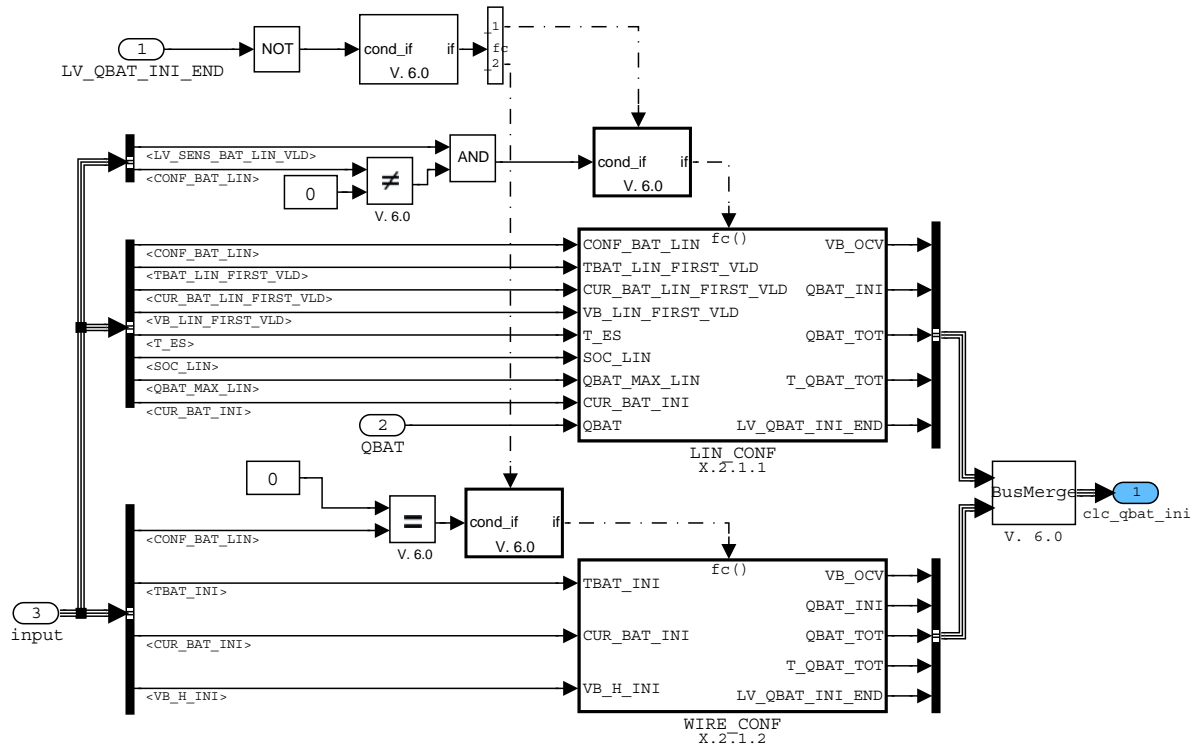 1
LV_QBAT_INI_END
NOT
cond_if if
V. 6.0
1
fc
2
<LV_SENS_BAT_LIN_VLD>
<CONF_BAT_LIN>
0
≠
V. 6.0
AND
cond_if if
V. 6.0
<CONF_BAT_LIN>
<TBAT_LIN_FIRST_VLD>
<CUR_BAT_LIN_FIRST_VLD>
<VB_LIN_FIRST_VLD>
<T_ES>
<SOC_LIN>
<QBAT_MAX_LIN>
<CUR_BAT_INI>
2
QBAT
fc()
CONF_BAT_LIN VB_OCV
TBAT_LIN_FIRST_VLD
CUR_BAT_LIN_FIRST_VLD QBAT_INI
VB_LIN_FIRST_VLD
T_ES QBAT_TOT
SOC_LIN
QBAT_MAX_LIN T_QBAT_TOT
CUR_BAT_INI
QBAT LV_QBAT_INI_END
LIN_CONF
X.2.1.1
0
=
V. 6.0
cond_if if
V. 6.0
BusMerge
V. 6.0
1
clc_qbat_ini
3
input
<CONF_BAT_LIN>
<TBAT_INI>
<CUR_BAT_INI>
<VB_H_INI>
fc()
VB_OCV
TBAT_INI
QBAT_INI
CUR_BAT_INI QBAT_TOT
T_QBAT_TOT
VB_H_INI LV_QBAT_INI_END
WIRE_CONF
X.2.1.2